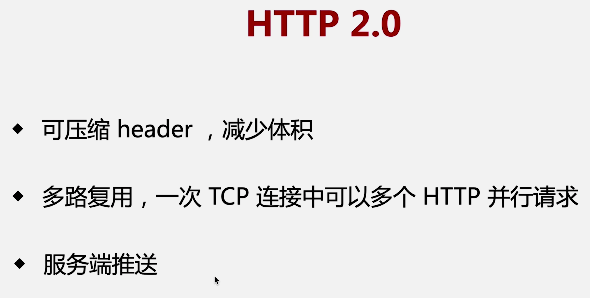 HTTP 2.0
◆ 可压缩 header ，减少体积
◆ 多路复用，一次 TCP 连接中可以多个 HTTP 并行请求
◆ 服务端推送